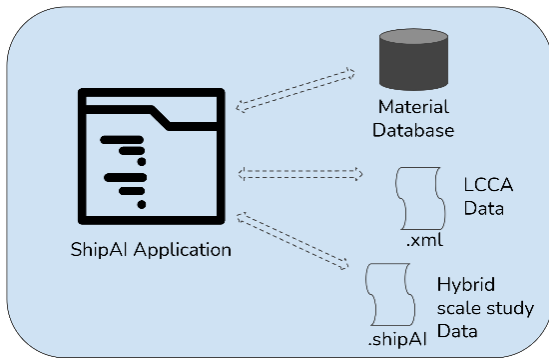 Material
Database
LCCA
Data
.xml
ShipAI Application
Hybrid
scale study
Data
.shipAI